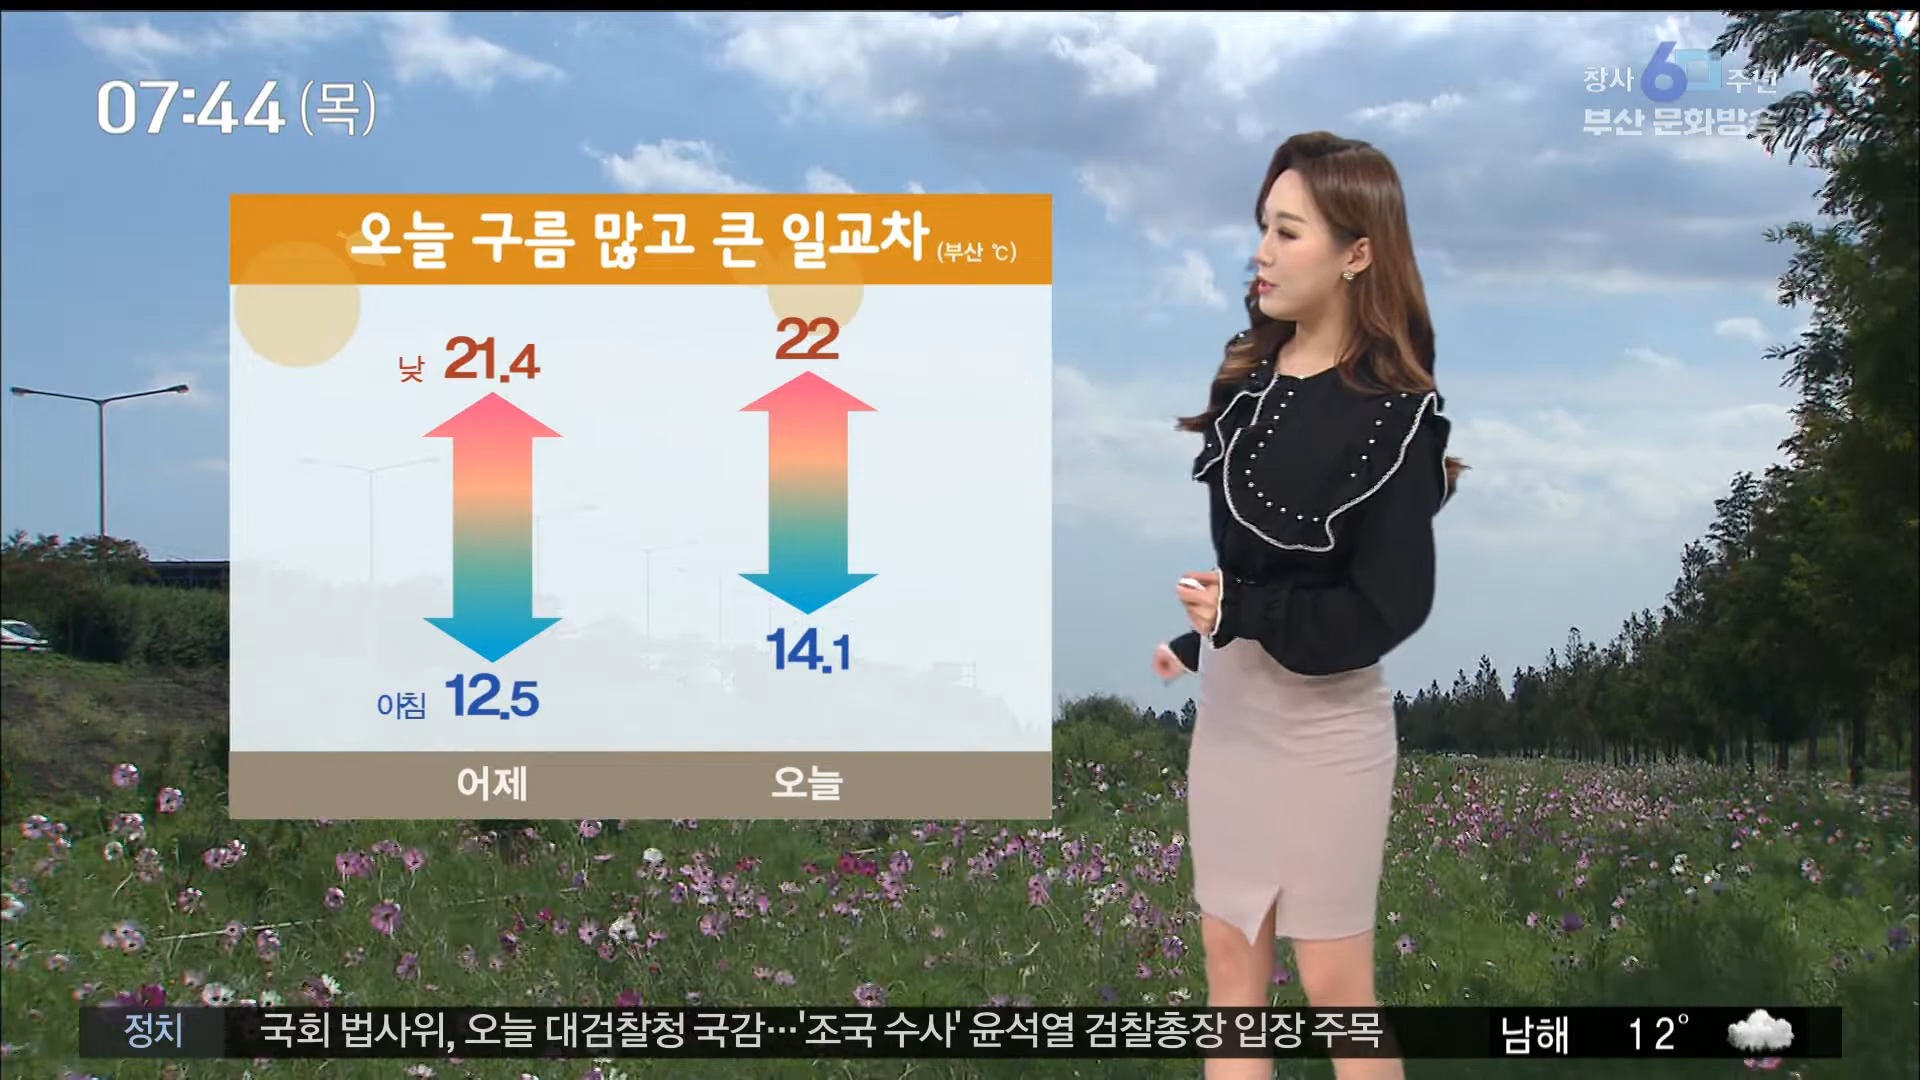 07:44 (목)
창사 60 주년
부산 문화방송
오늘 구름 많고 큰 일교차 (부산 ℃)
낮 21.4
22
14.1
아침 12.5
어제
오늘
정치
국회 법사위, 오늘 대검찰청 국감…'조국 수사' 윤석열 검찰총장 입장 주목
남해 12°